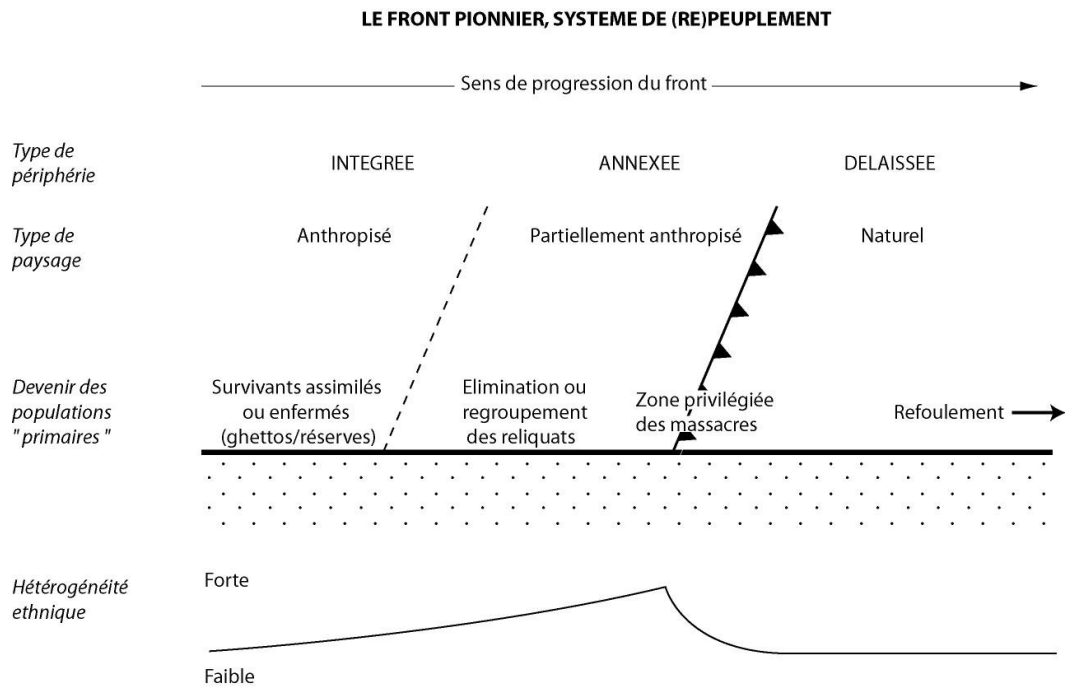 LE FRONT PIONNIER, SYSTEME DE (RE)PEUPLEMENT
Sens de progression du front
Type de
périphérie
INTÉGREE
ANNEXEE
DELAISSEE
Type de
paysage
Anthropisé
Partiellement anthropisé
Naturel
Devenir des
populations
"primaires "
Survivants assimilés
ou enfermés
(ghettos/réserves)
Elimination ou
regroupement
des reliquats
Zone privilégiée
des massacres
Refoulement
Hétérogénéité
ethnique
Forte
Faible